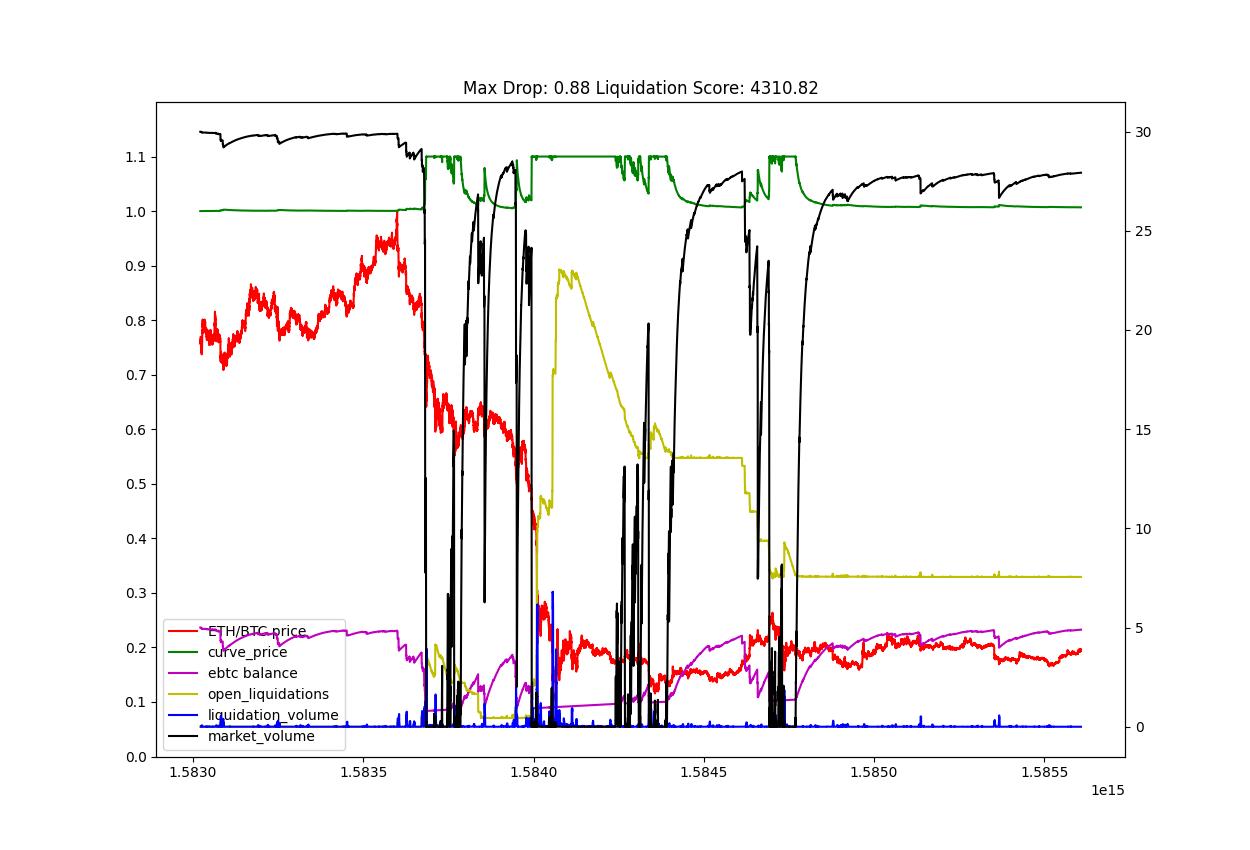 Max Drop: 0.88 Liquidation Score: 4310.82
1.1
1.0
0.9
0.8
0.7
0.6
0.5
0.4
0.3
0.2
0.1
0.0
30
25
20
15
10
5
0
ETH/BTC price
curve_price
ebtc balance
open_liquidations
liquidation_volume
market_volume
1.5830 1.5835 1.5840 1.5845 1.5850 1.5855
1e15